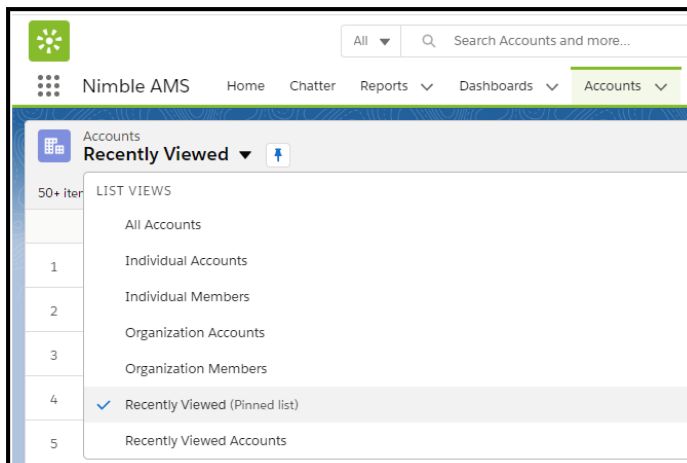 All Search Accounts and more...
Nimble AMS Home Chatter Reports Dashboards Accounts
Accounts
Recently Viewed
50+ iter
LIST VIEWS
All Accounts
1 Individual Accounts
2 Individual Members
3 Organization Accounts
Organization Members
4 Recently Viewed (Pinned list)
5 Recently Viewed Accounts